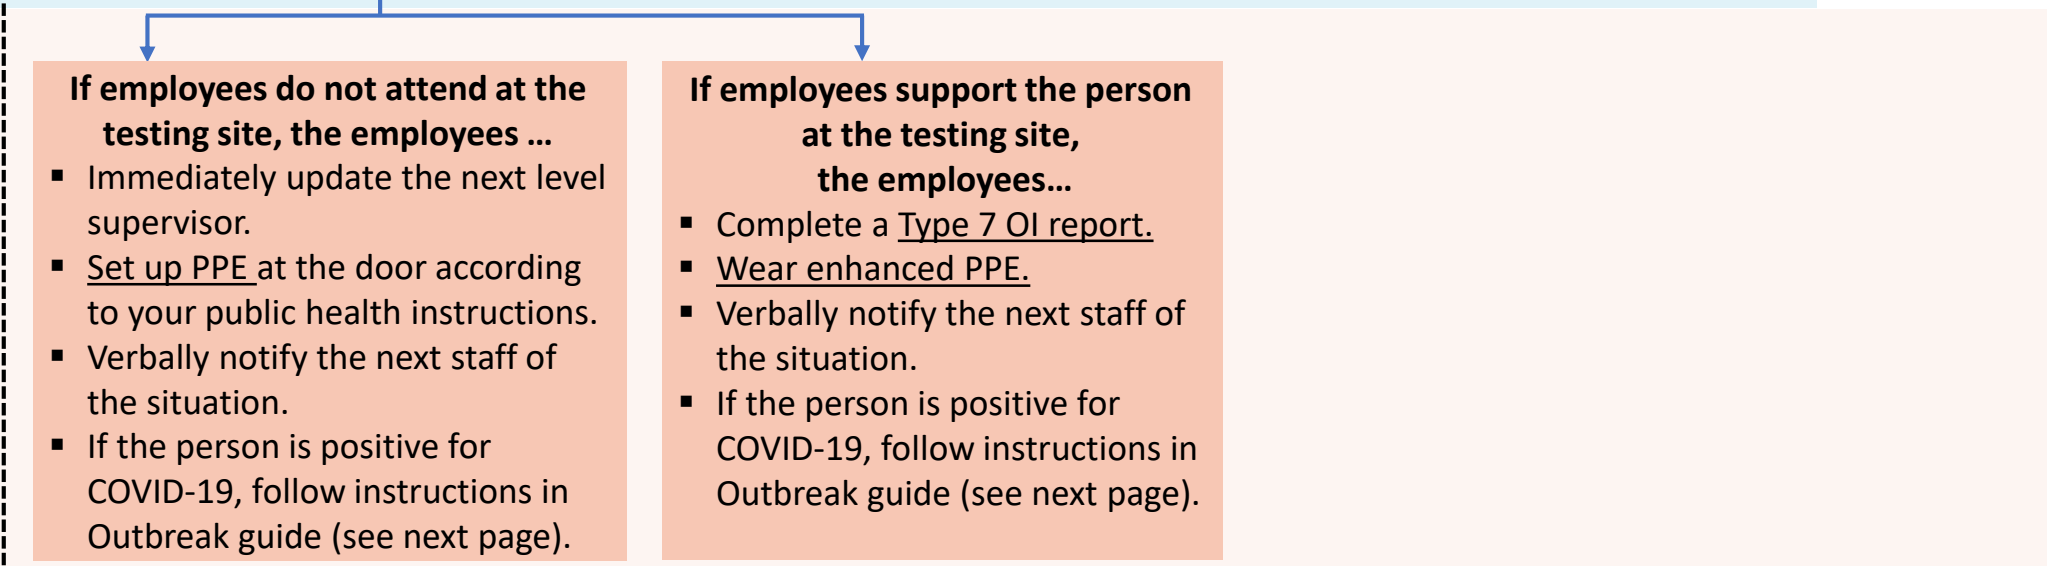 If employees do not attend at the
testing site, the employees …
▪ Immediately update the next level
supervisor.
▪ Set up PPE at the door according
to your public health instructions.
▪ Verbally notify the next staff of
the situation.
▪ If the person is positive for
COVID-19, follow instructions in
Outbreak guide (see next page).
If employees support the person
at the testing site,
the employees…
▪ Complete a Type 7 OI report.
▪ Wear enhanced PPE.
▪ Verbally notify the next staff of
the situation.
▪ If the person is positive for
COVID-19, follow instructions in
Outbreak guide (see next page).